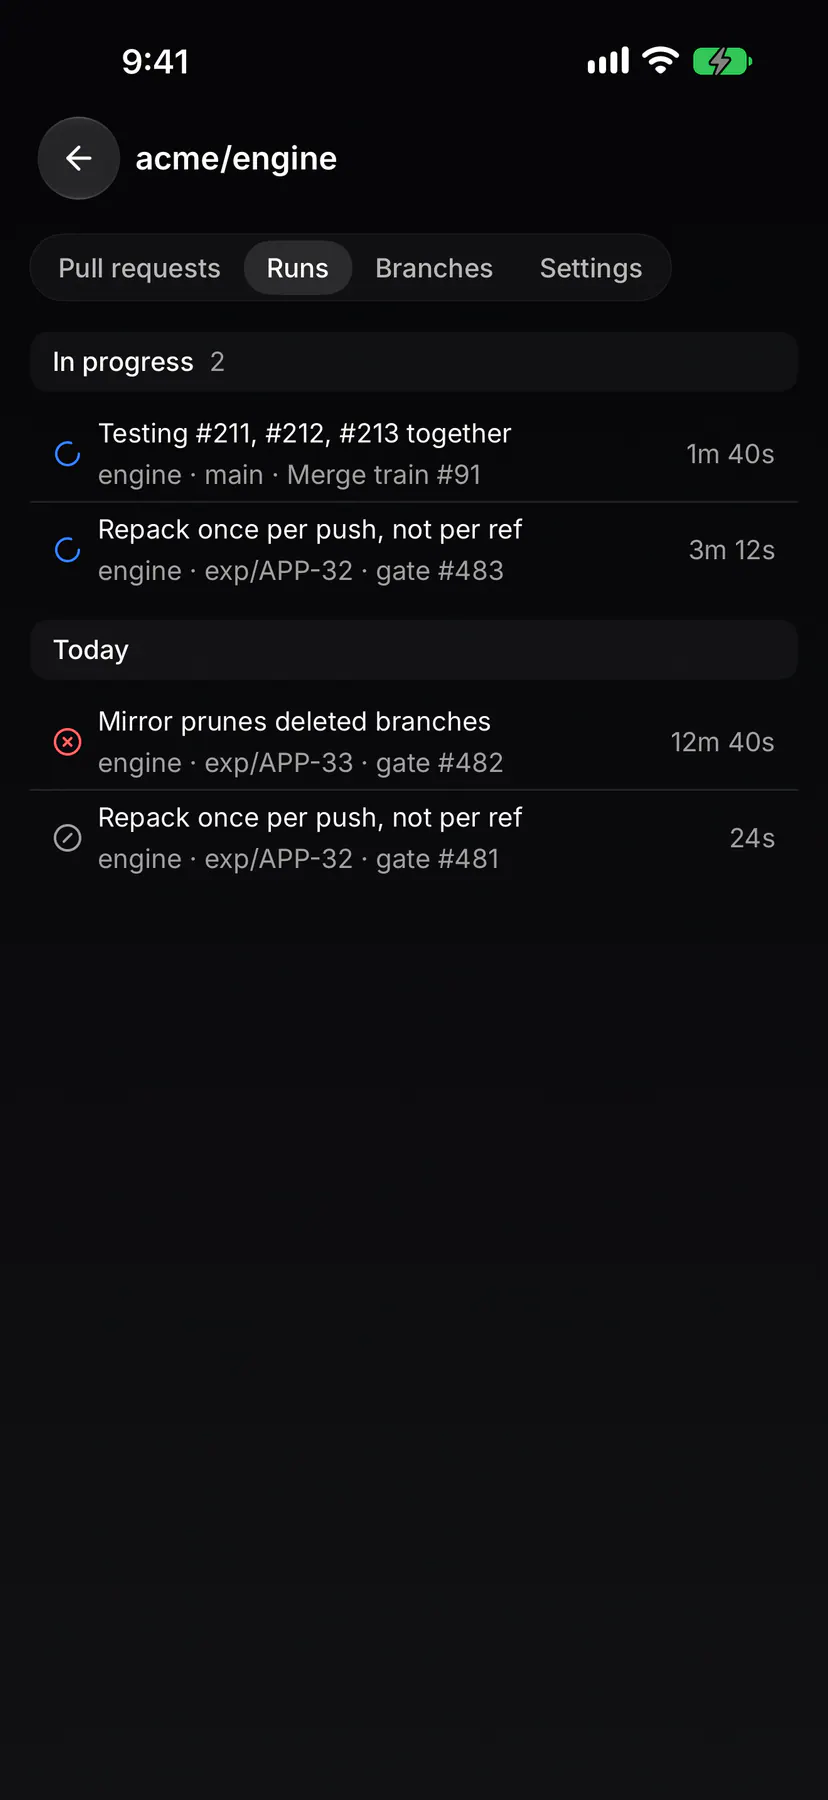 9:41
acme/engine
Pull requests Runs Branches Settings
In progress 2
Testing #211, #212, #213 together
engine · main · Merge train #91
1m 40s
Repack once per push, not per ref
engine · exp/APP-32 · gate #483
3m 12s
Today
Mirror prunes deleted branches
engine · exp/APP-33 · gate #482
12m 40s
Repack once per push, not per ref
engine · exp/APP-32 · gate #481
24s